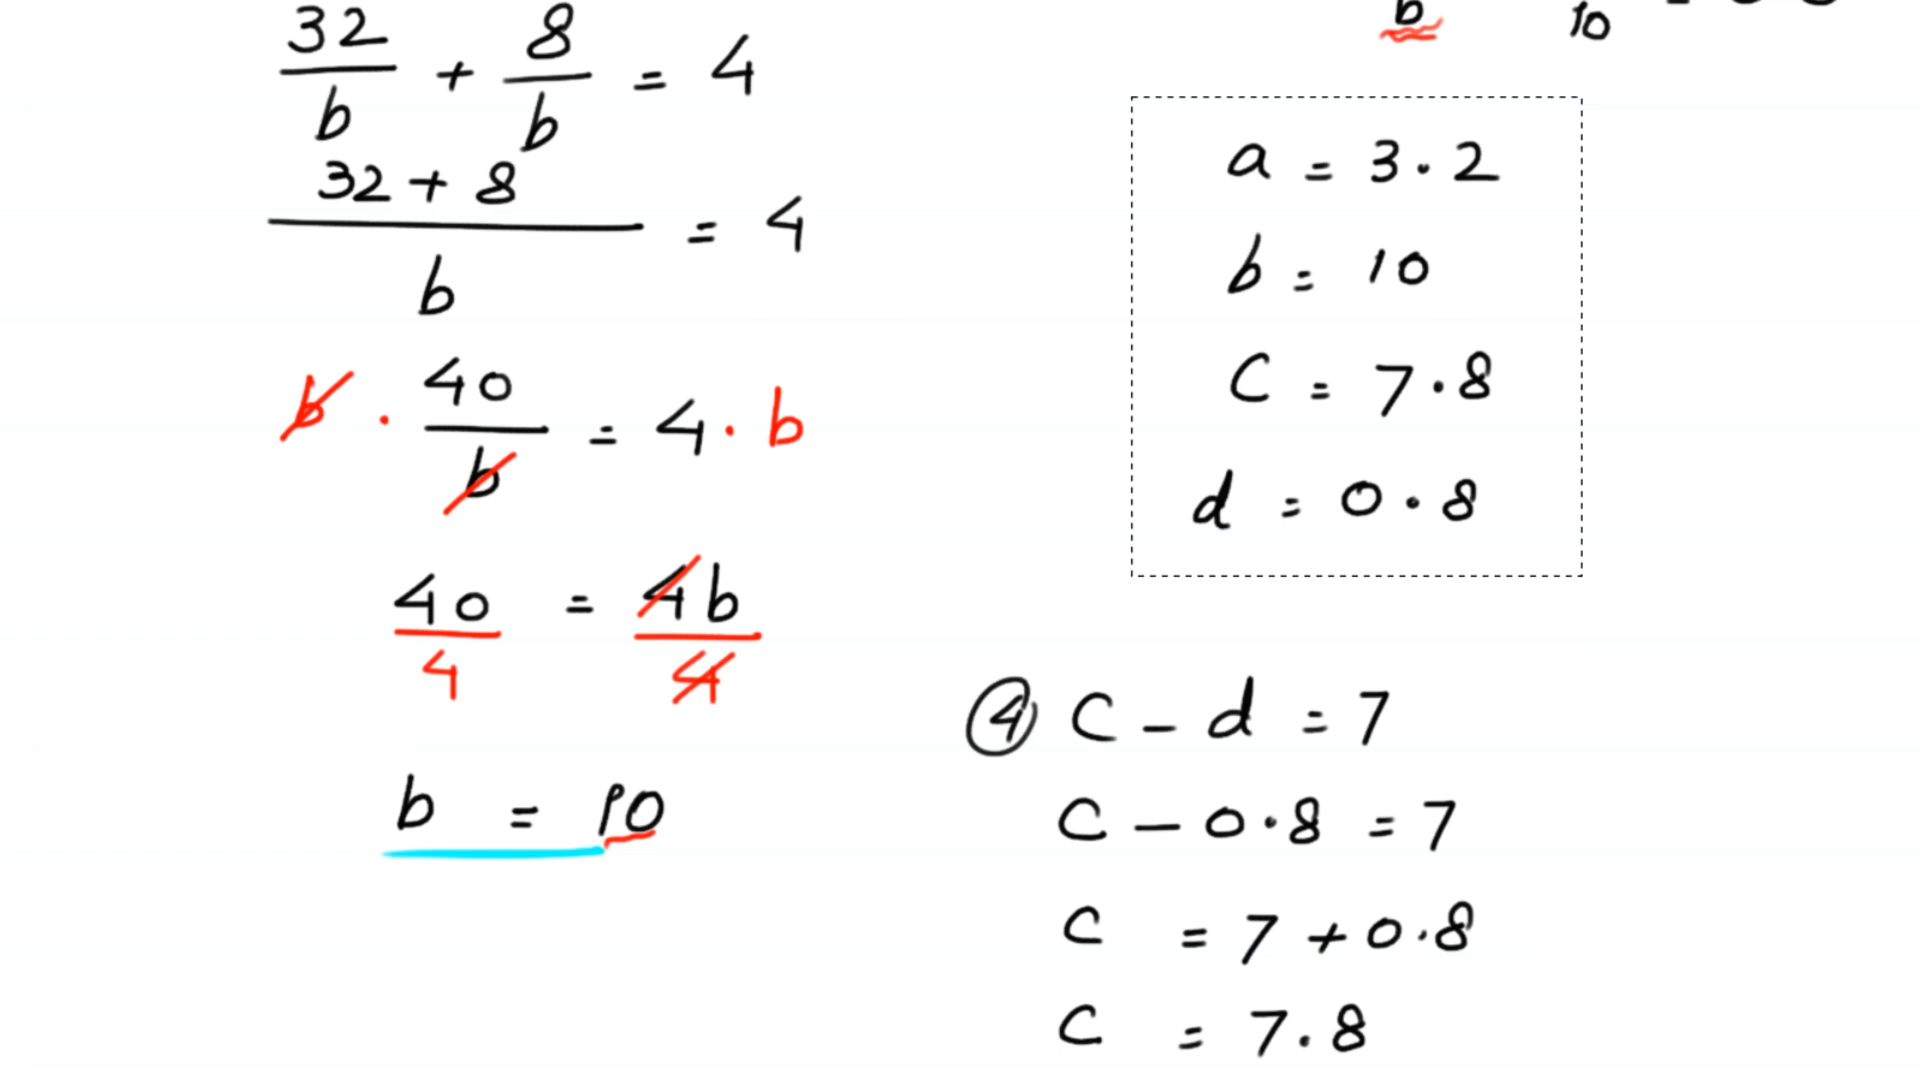 32/b + 8/b = 4
(32 + 8)/b = 4
b · 40/b = 4 · b
40/4 = 4b/4
b = 10
b 10
a = 3.2
b = 10
C = 7.8
d = 0.8
④ C - d = 7
C - 0.8 = 7
C = 7 + 0.8
C = 7.8